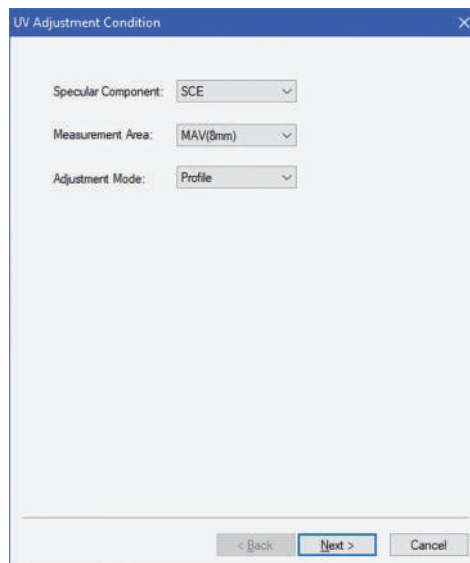 UV Adjustment Condition
Specular Component: SCE
Measurement Area: MAV(8mm)
Adjustment Mode: Profile
< Back Next > Cancel